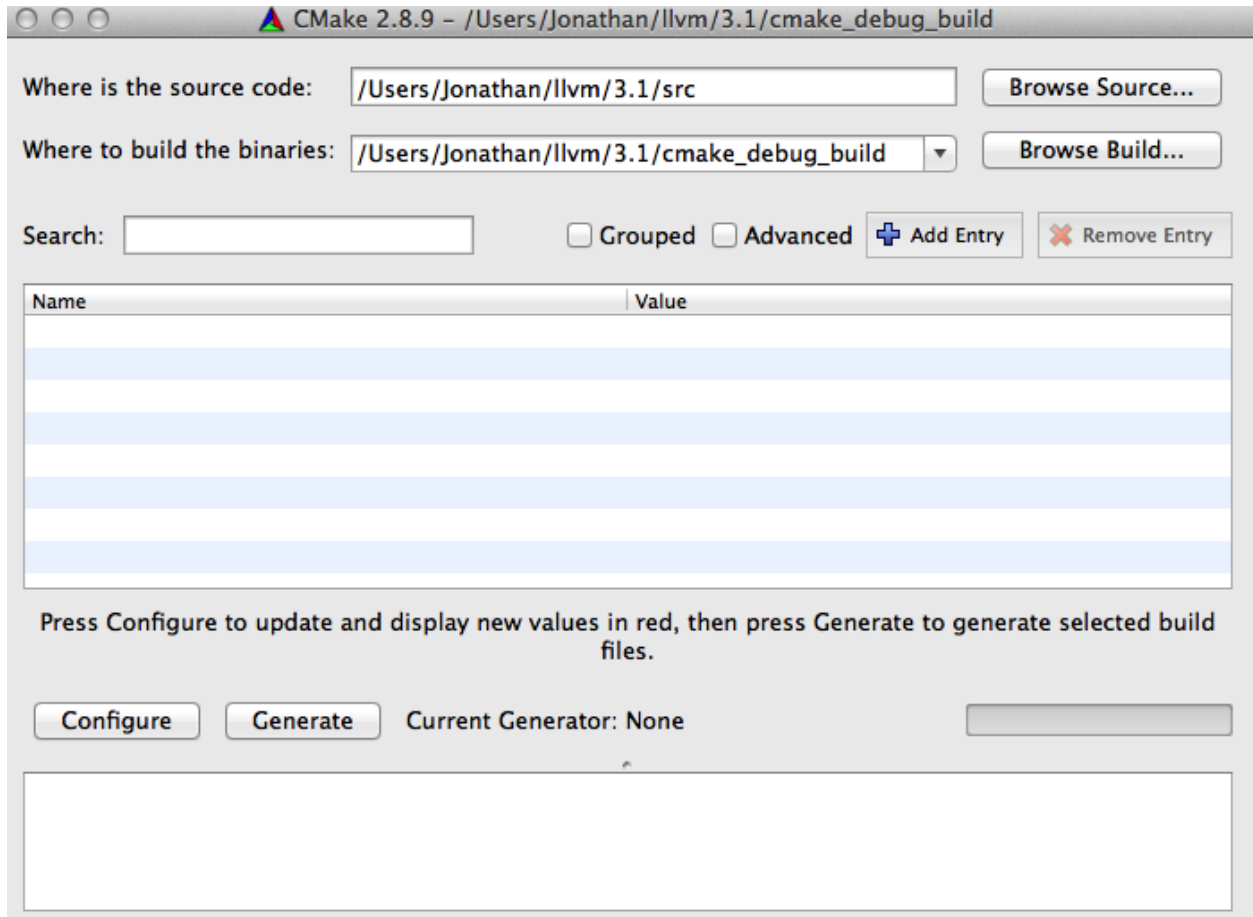 CMake 2.8.9 - /Users/Jonathan/llvm/3.1/cmake_debug_build
Where is the source code: /Users/Jonathan/llvm/3.1/src Browse Source...
Where to build the binaries: /Users/Jonathan/llvm/3.1/cmake_debug_build Browse Build...
Search: Grouped Advanced Add Entry Remove Entry
Name Value
Press Configure to update and display new values in red, then press Generate to generate selected build
files.
Configure Generate Current Generator: None